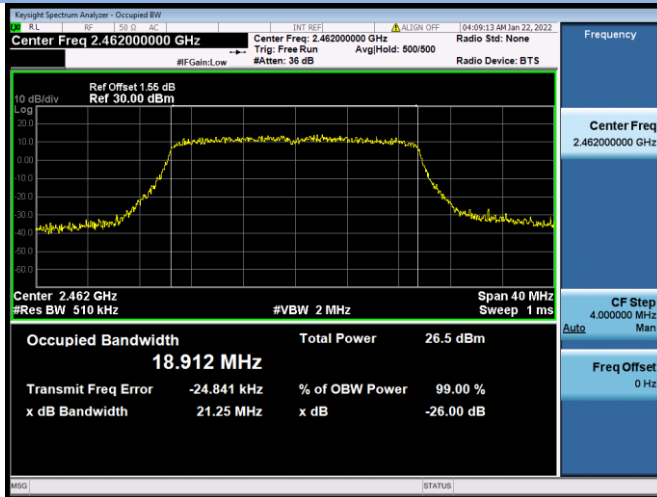 Keysight Spectrum Analyzer - Occupied BW
RL RF 50 Ω AC INT REF ALIGN OFF 04:09:13 AM Jan 22, 2022
Center Freq 2.462000000 GHz
Center Freq: 2.462000000 GHz Radio Std: None
Trig: Free Run Avg|Hold: 500/500
#IFGain:Low #Atten: 36 dB Radio Device: BTS
Ref Offset 1.55 dB
10 dB/div Ref 30.00 dBm
Log
20.0
10.0
0.00
-10.0
-20.0
-30.0
-40.0
-50.0
-60.0
Center 2.462 GHz Span 40 MHz
#Res BW 510 kHz #VBW 2 MHz Sweep 1 ms
Occupied Bandwidth Total Power 26.5 dBm
18.912 MHz
Transmit Freq Error -24.841 kHz % of OBW Power 99.00 %
x dB Bandwidth 21.25 MHz x dB -26.00 dB
MSG STATUS
Frequency
Center Freq
2.462000000 GHz
CF Step
4.000000 MHz
Auto Man
Freq Offset
0 Hz